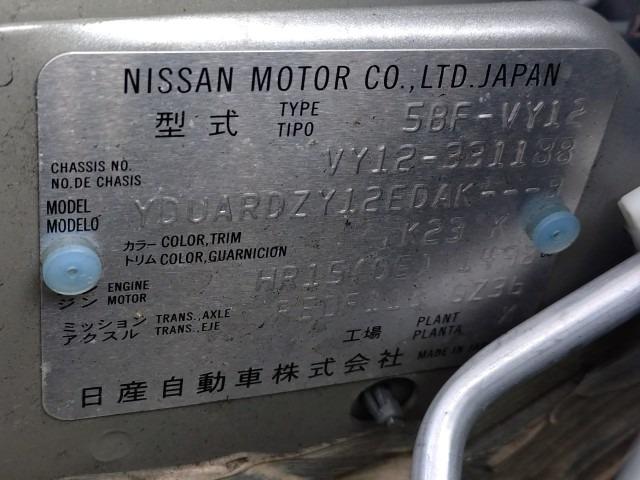 NISSAN MOTOR CO.,LTD.JAPAN
型式 TYPE TIPO 5BF-VY12
CHASSIS NO. NO.DE CHASIS VY12-331188
MODEL MODELO YDUARDZY12EDAK---
カラー COLOR,TRIM K23 K
トリム COLOR,GUARNICION
ENGINE HR15(DE)
ジン MOTOR
ミッション TRANS.,AXLE
アクスル TRANS.,EJE
工場 PLANT PLANTA
日産自動車株式会社 MADE IN